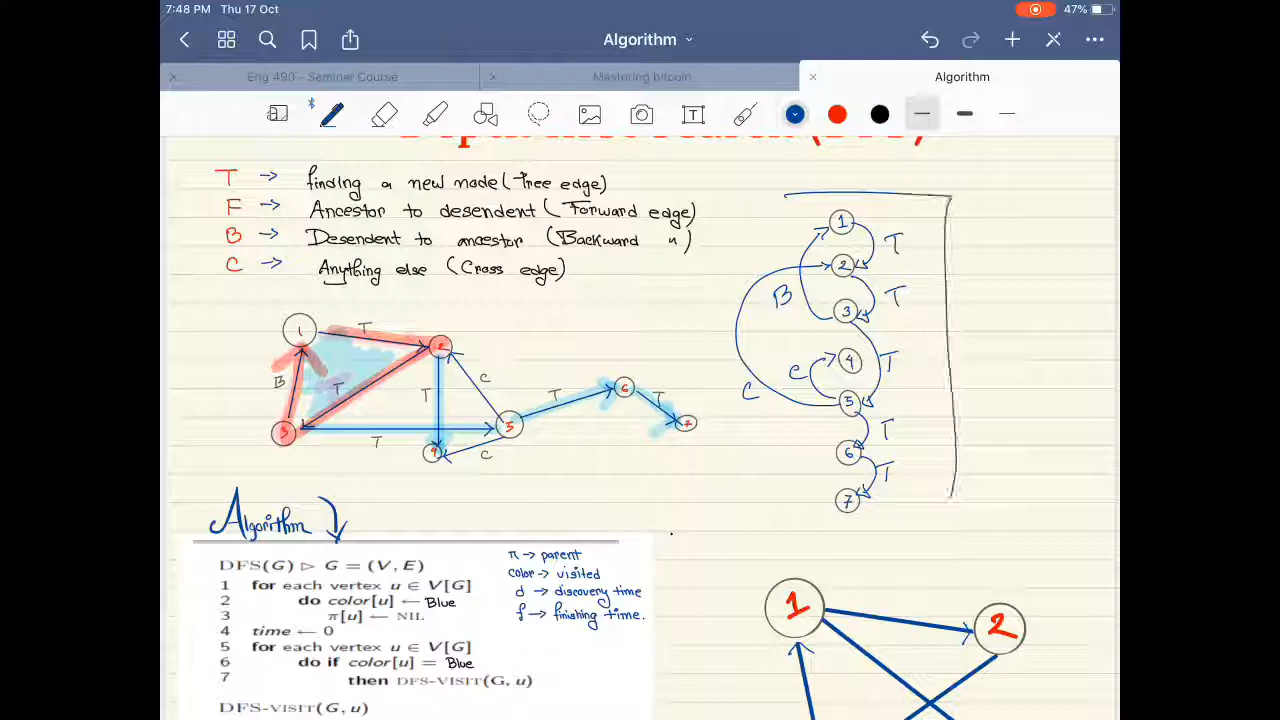 7:48 PM Thu 17 Oct
47%
Algorithm
Eng 490 - Seminar Course
Mastering bitcoin
Algorithm
T → finding a new node (Tree edge)
F → Ancestor to desendent (Forward edge)
B → Desendent to ancestor (Backward ")
C → Anything else (Cross edge)
1 T 2
B T T C
3 T 5 T 6 T 7
4 C
1 T
2 T
B
3 T
4
C C
5 T
6 T
7
Algorithm
DFS(G) ▷ G = (V, E)
1 for each vertex u ∈ V[G]
2 do color[u] ← Blue
3 π[u] ← NIL
4 time ← 0
5 for each vertex u ∈ V[G]
6 do if color[u] = Blue
7 then DFS-VISIT(G, u)
DFS-VISIT(G, u)
π → parent
color → visited
d → discovery time
f → finishing time.
1
2